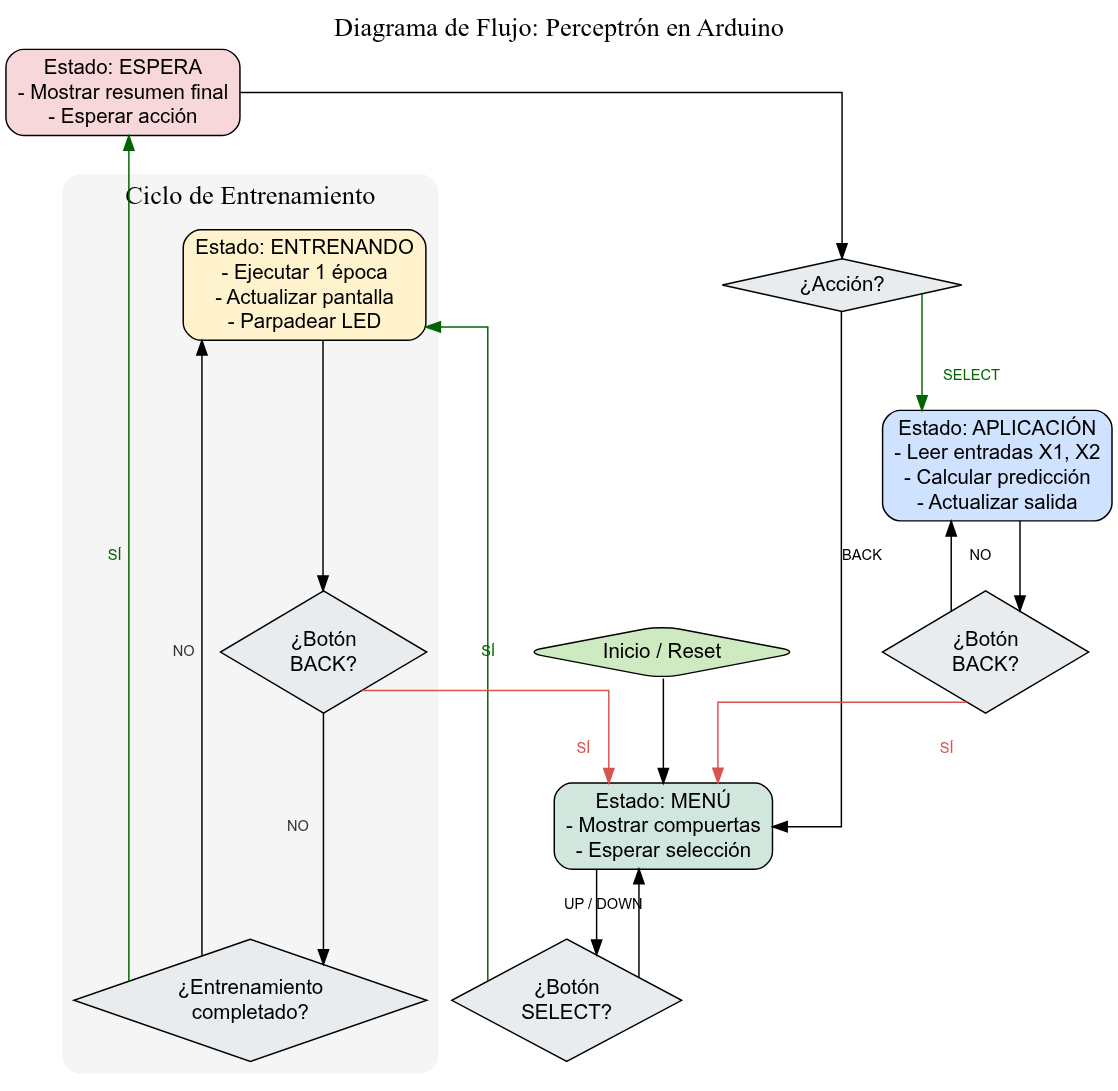 Diagrama de Flujo: Perceptrón en Arduino
Estado: ESPERA
- Mostrar resumen final
- Esperar acción
Ciclo de Entrenamiento
Estado: ENTRENANDO
- Ejecutar 1 época
- Actualizar pantalla
- Parpadear LED
¿Acción?
SELECT
Estado: APLICACIÓN
- Leer entradas X1, X2
- Calcular predicción
- Actualizar salida
SÍ
BACK
NO
NO
¿Botón
BACK?
SÍ
Inicio / Reset
¿Botón
BACK?
SÍ
SÍ
NO
Estado: MENÚ
- Mostrar compuertas
- Esperar selección
UP / DOWN
¿Entrenamiento
completado?
¿Botón
SELECT?